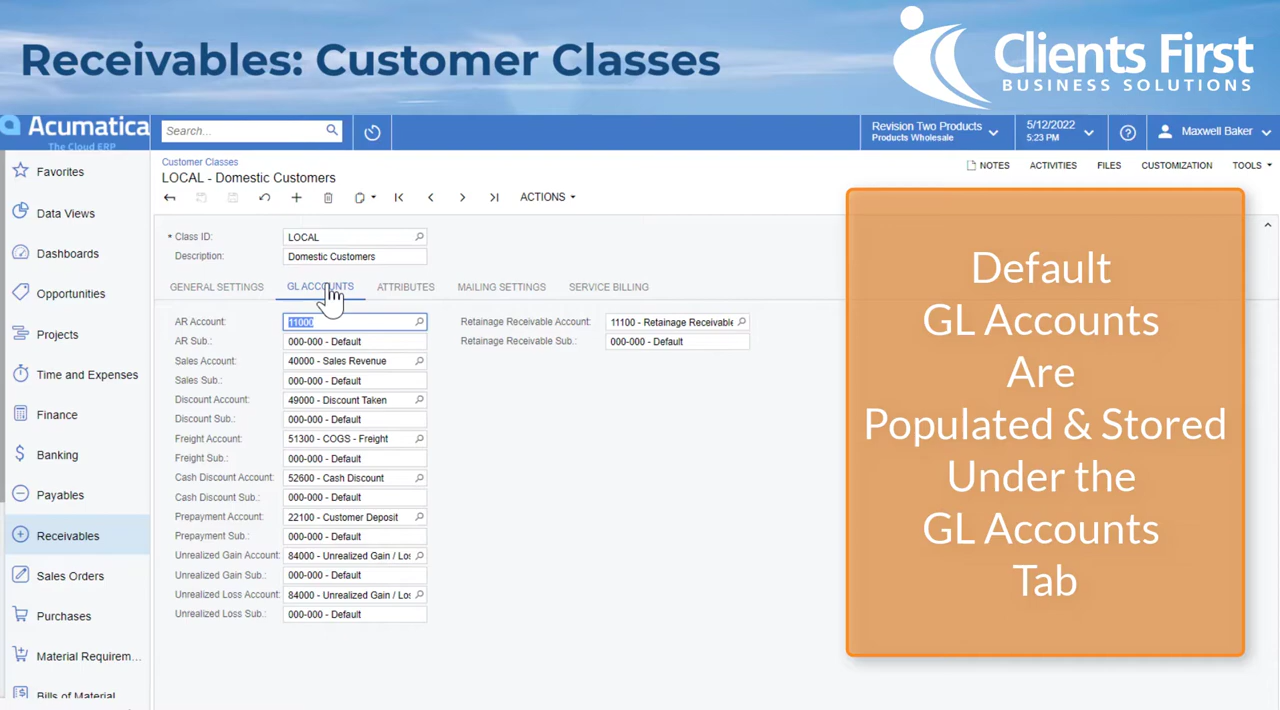 Receivables: Customer Classes
Clients First
BUSINESS SOLUTIONS
Acumatica
The Cloud ERP
Search...
Revision Two Products
Products Wholesale
5/12/2022
5:23 PM
Maxwell Baker
Favorites
Data Views
Dashboards
Opportunities
Projects
Time and Expenses
Finance
Banking
Payables
Receivables
Sales Orders
Purchases
Material Requirem...
Bills of Material
Customer Classes
LOCAL - Domestic Customers
NOTES ACTIVITIES FILES CUSTOMIZATION TOOLS
ACTIONS
* Class ID: LOCAL
Description: Domestic Customers
GENERAL SETTINGS GL ACCOUNTS ATTRIBUTES MAILING SETTINGS SERVICE BILLING
AR Account: 11000 Retainage Receivable Account: 11100 - Retainage Receivable
AR Sub.: 000-000 - Default Retainage Receivable Sub.: 000-000 - Default
Sales Account: 40000 - Sales Revenue
Sales Sub.: 000-000 - Default
Discount Account: 49000 - Discount Taken
Discount Sub.: 000-000 - Default
Freight Account: 51300 - COGS - Freight
Freight Sub.: 000-000 - Default
Cash Discount Account: 52600 - Cash Discount
Cash Discount Sub.: 000-000 - Default
Prepayment Account: 22100 - Customer Deposit
Prepayment Sub.: 000-000 - Default
Unrealized Gain Account: 84000 - Unrealized Gain / Los
Unrealized Gain Sub.: 000-000 - Default
Unrealized Loss Account: 84000 - Unrealized Gain / Los
Unrealized Loss Sub.: 000-000 - Default
Default
GL Accounts
Are
Populated & Stored
Under the
GL Accounts
Tab